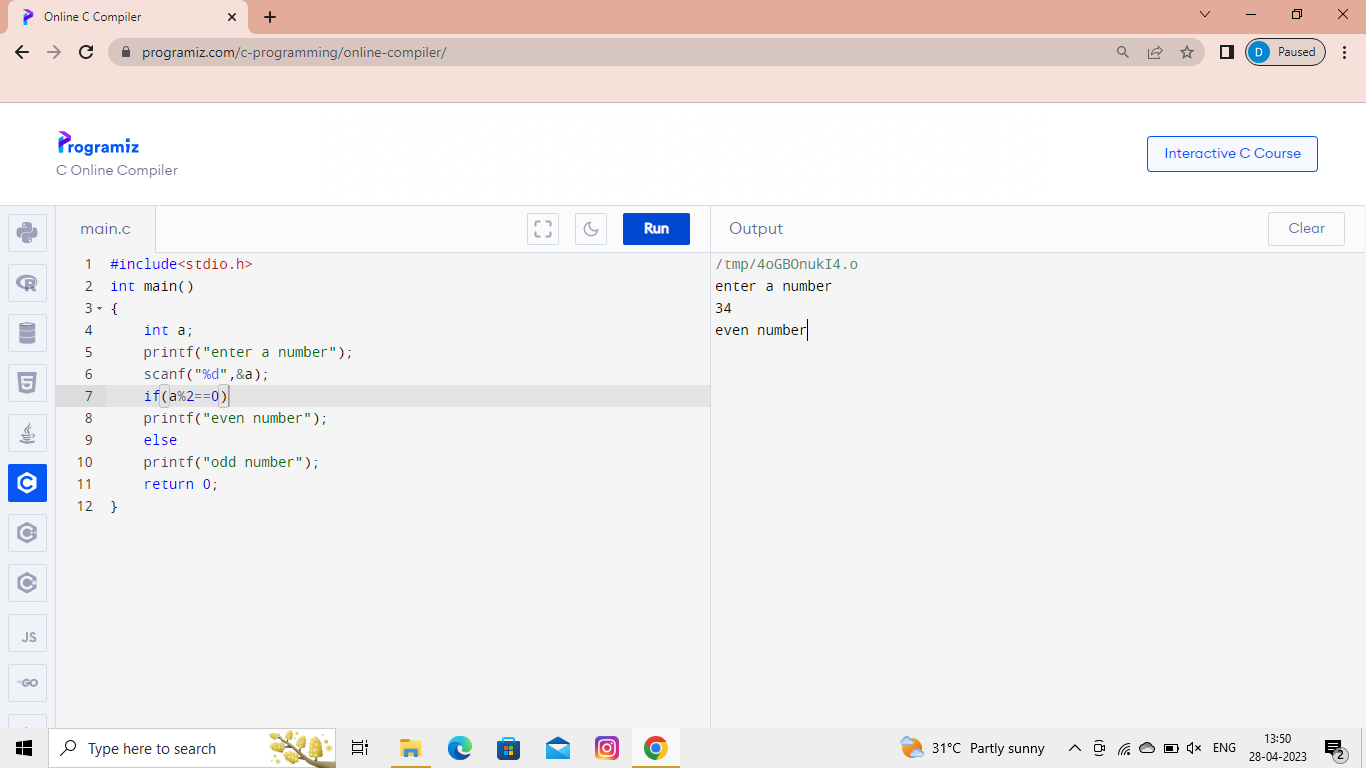 Online C Compiler
programiz.com/c-programming/online-compiler/
D Paused
Programiz
C Online Compiler
Interactive C Course
main.c
Run
Output
Clear
1 #include<stdio.h>
2 int main()
3 {
4 int a;
5 printf("enter a number");
6 scanf("%d",&a);
7 if(a%2==0)
8 printf("even number");
9 else
10 printf("odd number");
11 return 0;
12 }
/tmp/4oGBOnukI4.o
enter a number
34
even number
R
5
C
C
C
JS
GO
Type here to search
31°C Partly sunny
ENG
13:50
28-04-2023
2